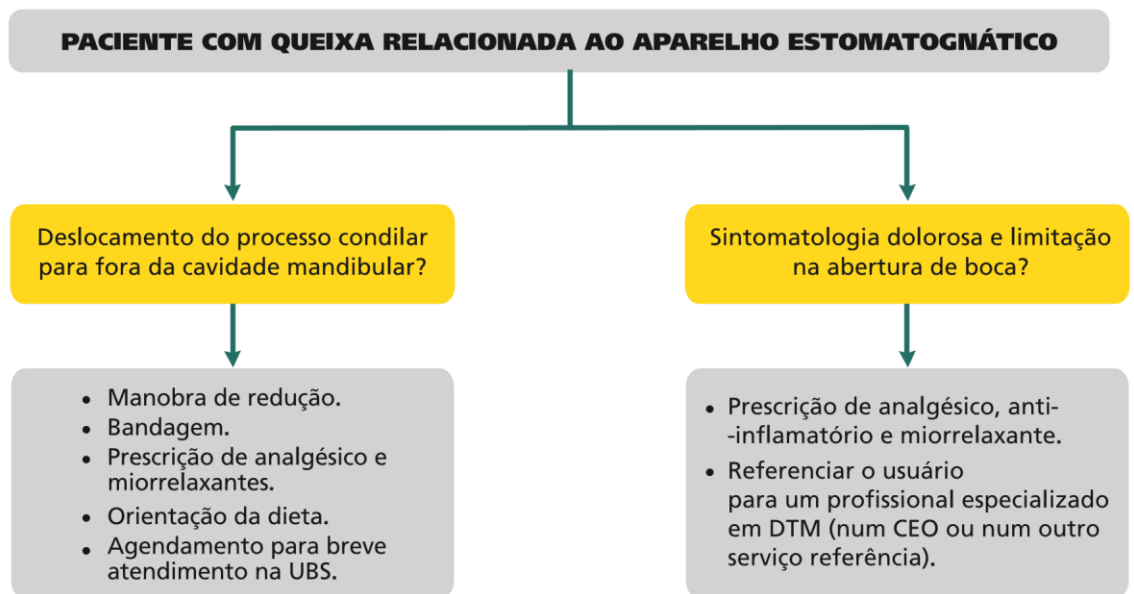 PACIENTE COM QUEIXA RELACIONADA AO APARELHO ESTOMATOGNÁTICO
Deslocamento do processo condilar
para fora da cavidade mandibular?
• Manobra de redução.
• Bandagem.
• Prescrição de analgésico e
miorrelaxantes.
• Orientação da dieta.
• Agendamento para breve
atendimento na UBS.
Sintomatologia dolorosa e limitação
na abertura de boca?
• Prescrição de analgésico, anti-
-inflamatório e miorrelaxante.
• Referenciar o usuário
para um profissional especializado
em DTM (num CEO ou num outro
serviço referência).